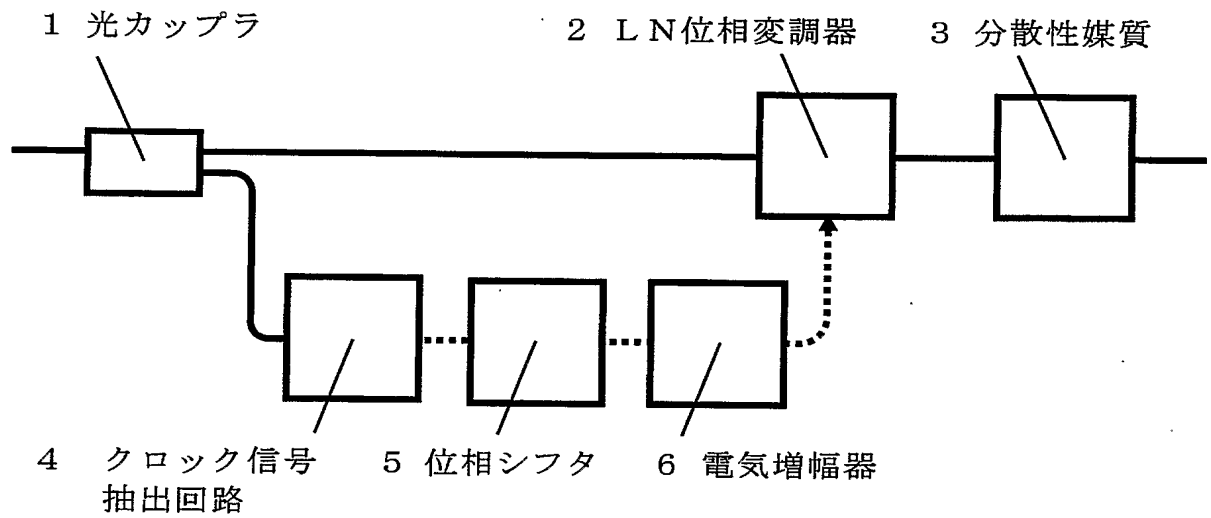 1 光カップラ
2 LN位相変調器
3 分散性媒質
4 クロック信号
抽出回路
5 位相シフタ
6 電気増幅器